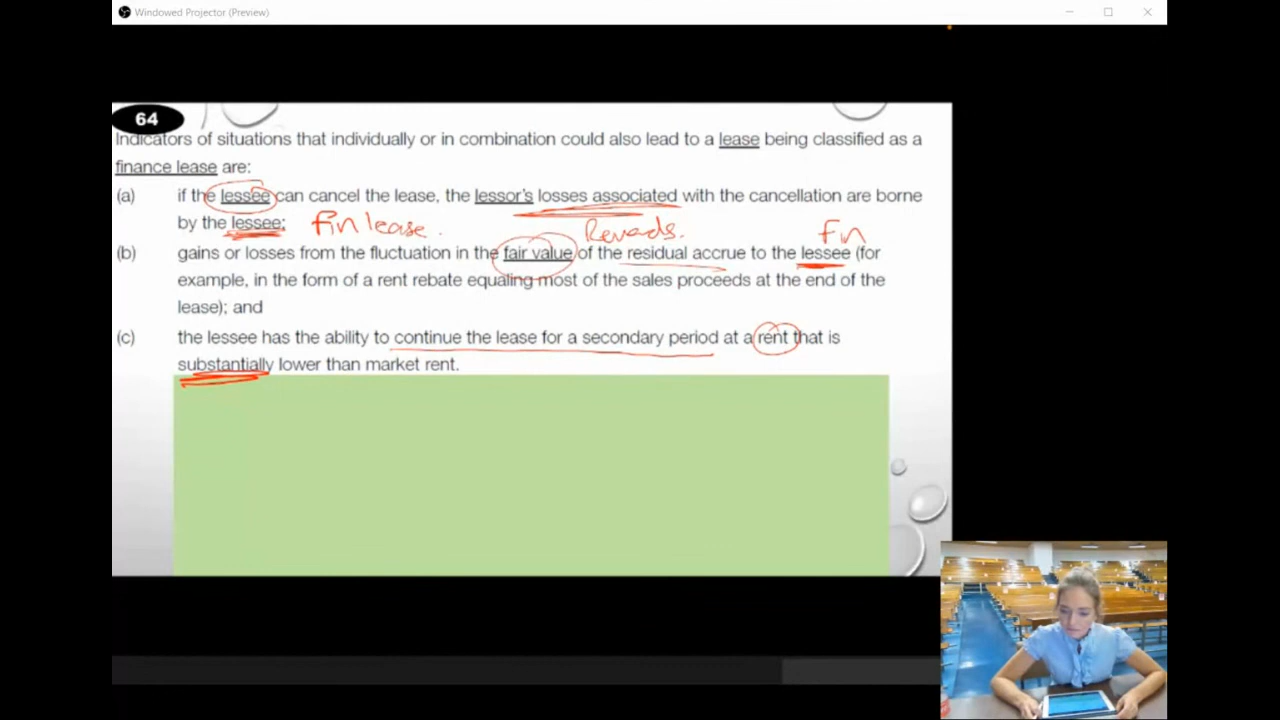 Windowed Projector (Preview)
64
Indicators of situations that individually or in combination could also lead to a lease being classified as a
finance lease are:
(a) if the lessee can cancel the lease, the lessor's losses associated with the cancellation are borne
by the lessee; fin lease.
Rewads. fin
(b) gains or losses from the fluctuation in the fair value of the residual accrue to the lessee (for
example, in the form of a rent rebate equaling most of the sales proceeds at the end of the
lease); and
(c) the lessee has the ability to continue the lease for a secondary period at a rent that is
substantially lower than market rent.